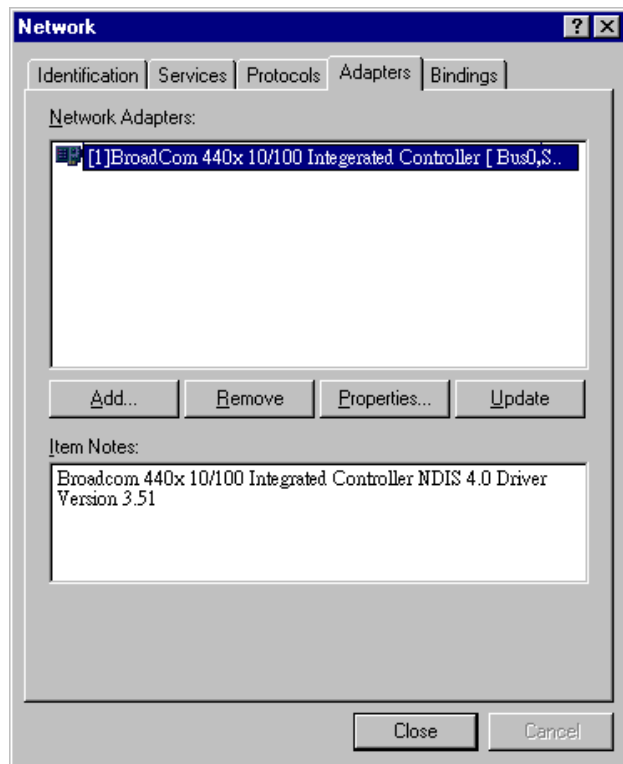 Network
Identification Services Protocols Adapters Bindings
Network Adapters:
[1]BroadCom 440x 10/100 Integerated Controller [ Bus0,S..
Add... Remove Properties... Update
Item Notes:
Broadcom 440x 10/100 Integrated Controller NDIS 4.0 Driver
Version 3.51
Close Cancel